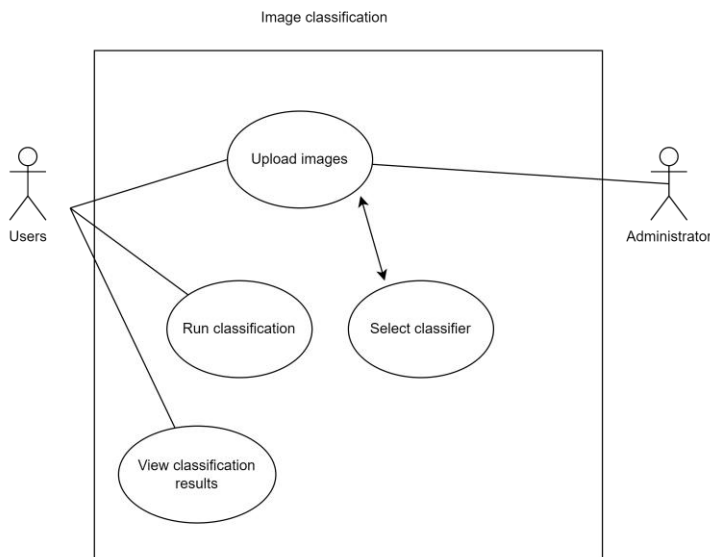 Image classification
Upload images
Users
Administrator
Run classification
Select classifier
View classification
results